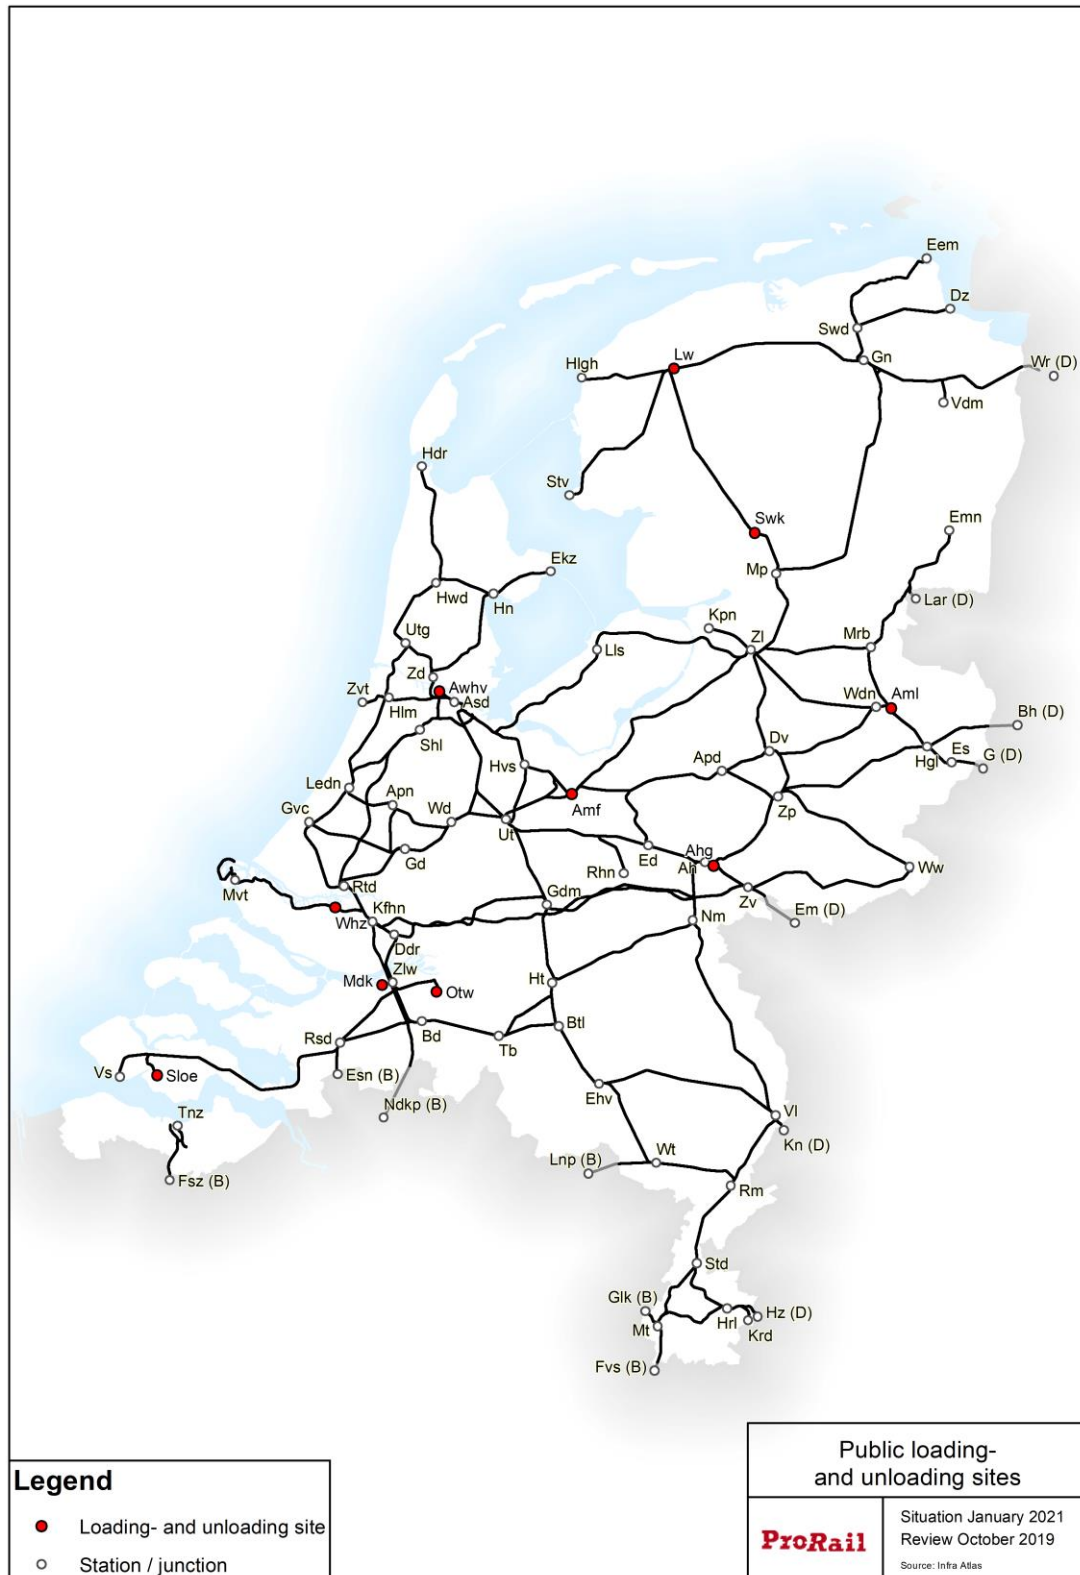 Eem
Dz
Swd
Gn
Lw
Hlgh
Wr (D)
Vdm
Hdr
Stv
Swk
Emn
Ekz
Mp
Hwd
Hn
Lar (D)
Kpn
Utg
Zl
Mrb
Lls
Zd
Zvt
Awhv
Hlm
Asd
Wdn
Aml
Bh (D)
Shl
Dv
Hvs
Apd
Hgl
Es
G (D)
Ledn
Apn
Gvc
Wd
Amf
Zp
Ut
Gd
Ed
Ahg
Ah
Rhn
Ww
Mvt
Rtd
Gdm
Zv
Whz
Kfhn
Nm
Em (D)
Ddr
Mdk
Zlw
Otw
Ht
Rsd
Bd
Btl
Tb
Vs
Sloe
Esn (B)
Ehv
Ndkp (B)
Tnz
Vl
Kn (D)
Fsz (B)
Lnp (B)
Wt
Rm
Std
Glk (B)
Mt
Hrl
Hz (D)
Krd
Fvs (B)
Legend
Loading- and unloading site
Station / junction
Public loading-
and unloading sites
ProRail
Situation January 2021
Review October 2019
Source: Infra Atlas